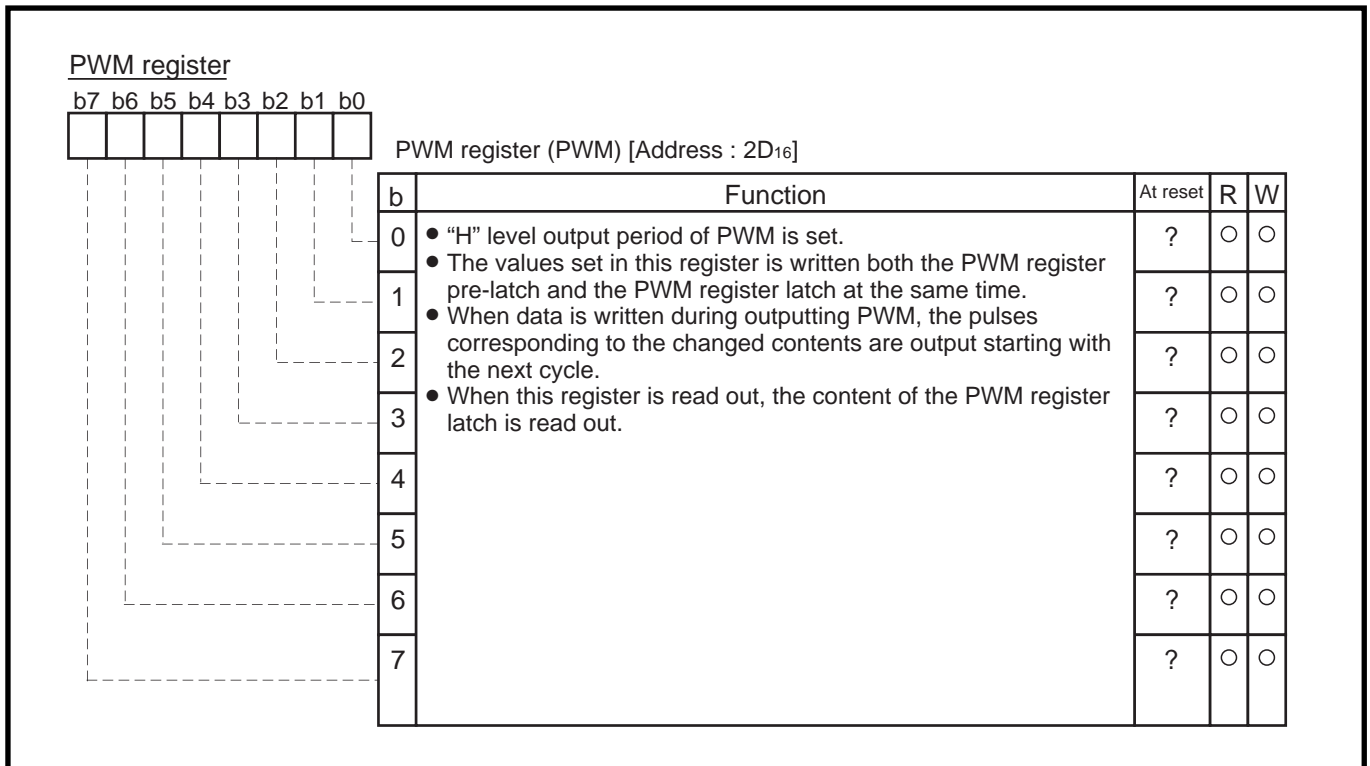 PWM register
b7 b6 b5 b4 b3 b2 b1 b0
PWM register (PWM) [Address : 2D16]
b Function At reset R W
0 ● “H” level output period of PWM is set. ? ○ ○
● The values set in this register is written both the PWM register
1 pre-latch and the PWM register latch at the same time. ? ○ ○
● When data is written during outputting PWM, the pulses
2 corresponding to the changed contents are output starting with ? ○ ○
the next cycle.
● When this register is read out, the content of the PWM register
3 latch is read out. ? ○ ○
4 ? ○ ○
5 ? ○ ○
6 ? ○ ○
7 ? ○ ○